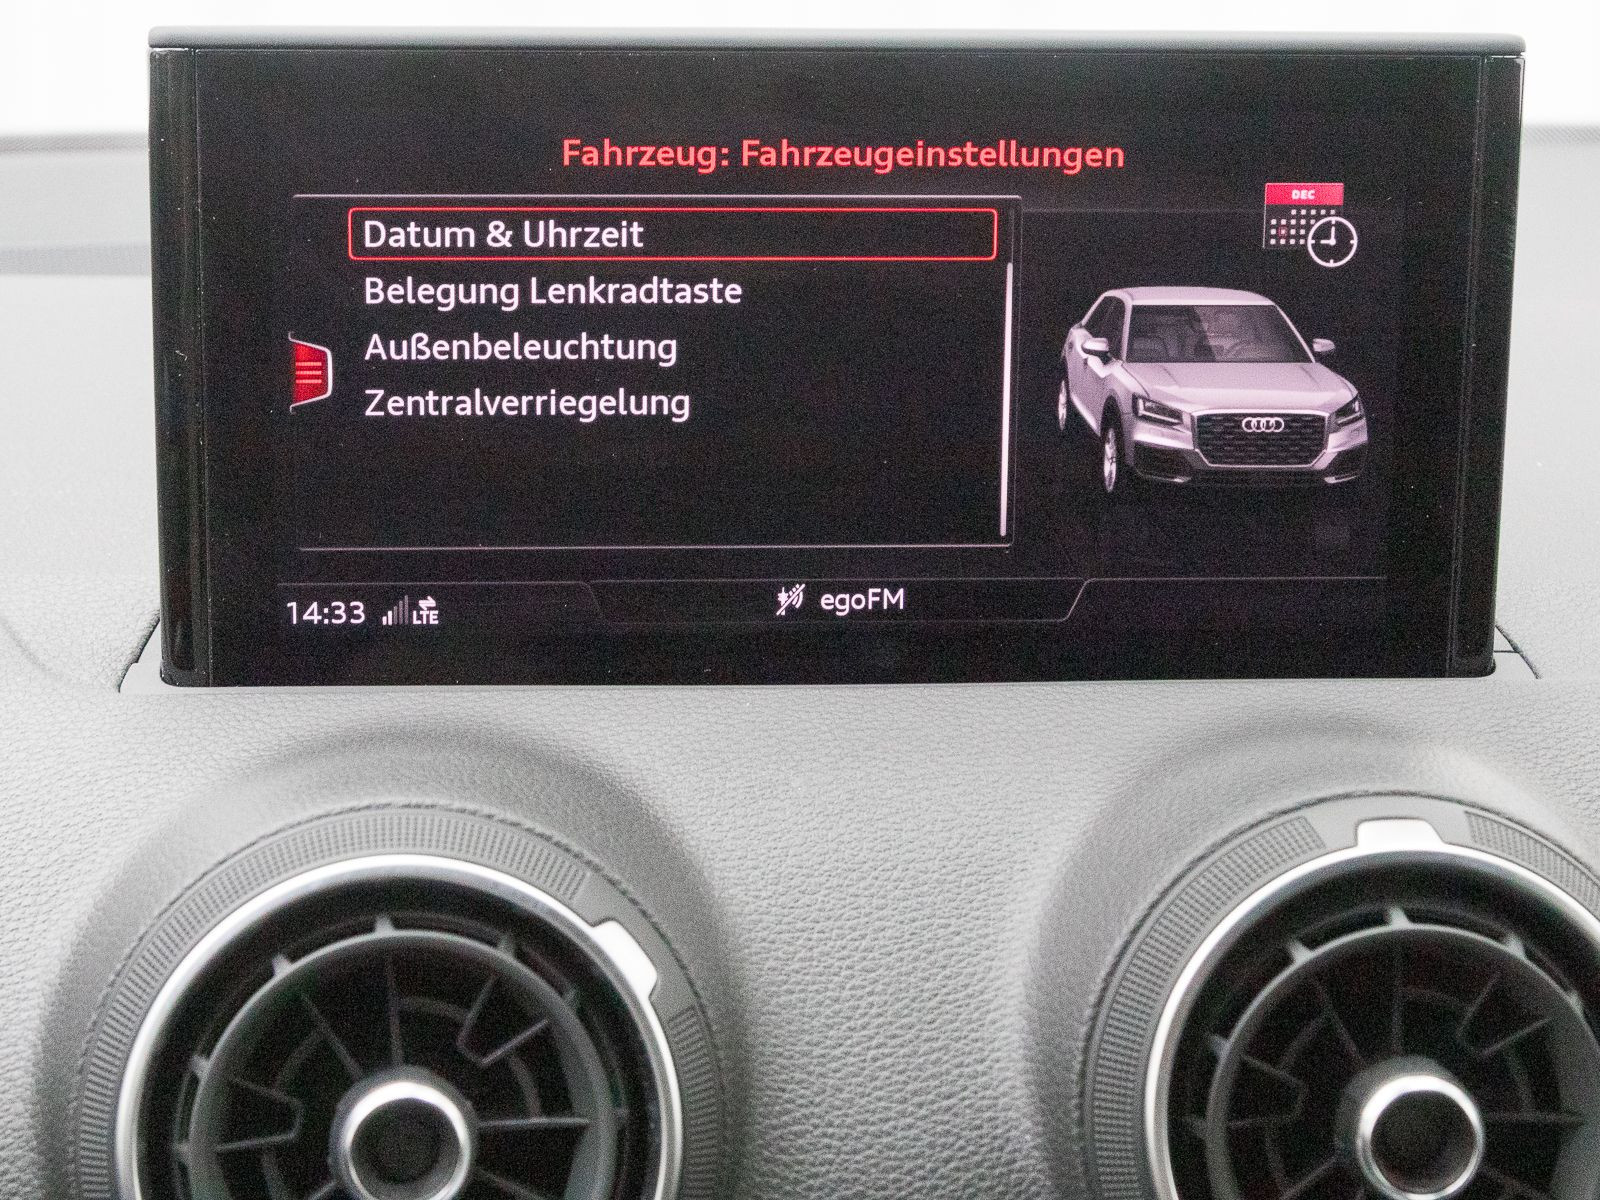 Fahrzeug: Fahrzeugeinstellungen
DEC
Datum & Uhrzeit
Belegung Lenkradtaste
Außenbeleuchtung
Zentralverriegelung
14:33 LTE
egoFM